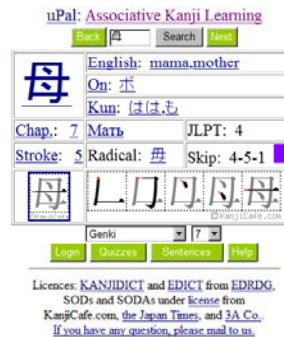 uPal: Associative Kanji Learning
Back 母 Search Next
母
English: mama,mother
On: ボ
Kun: はは,も
Chap.: 7 Мать JLPT: 4
Stroke: 5 Radical: 毋 Skip: 4-5-1
母
©KanjiCafe.com
Genki 7
Login Quizzes Sentences Help
Licences: KANJIDICT and EDICT from EDRDG,
SODs and SODAs under license from
KanjiCafe.com, the Japan Times, and 3A Co..
If you have any question, please mail to us.